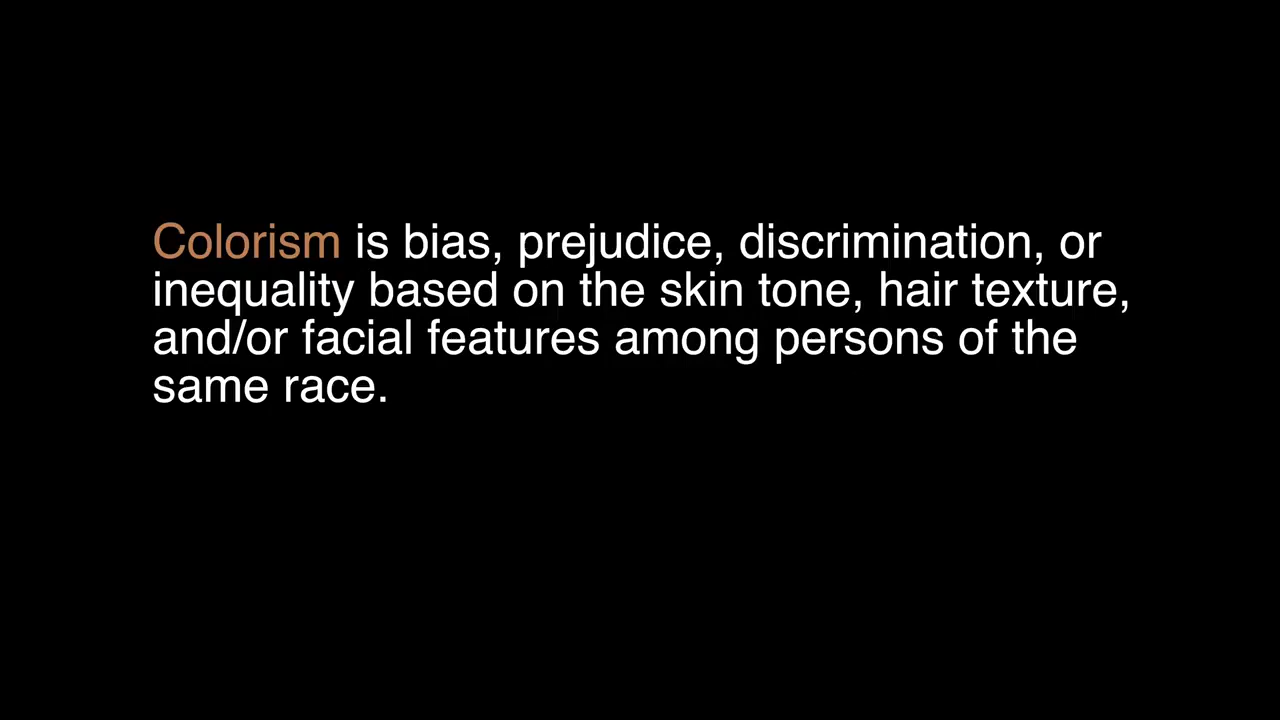 Colorism is bias, prejudice, discrimination, or
inequality based on the skin tone, hair texture,
and/or facial features among persons of the
same race.